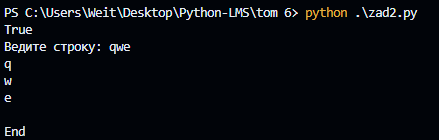 PS C:\Users\Weit\Desktop\Python-LMS\tom 6> python .\zad2.py
True
Ведите строку: qwe
q
w
e
End